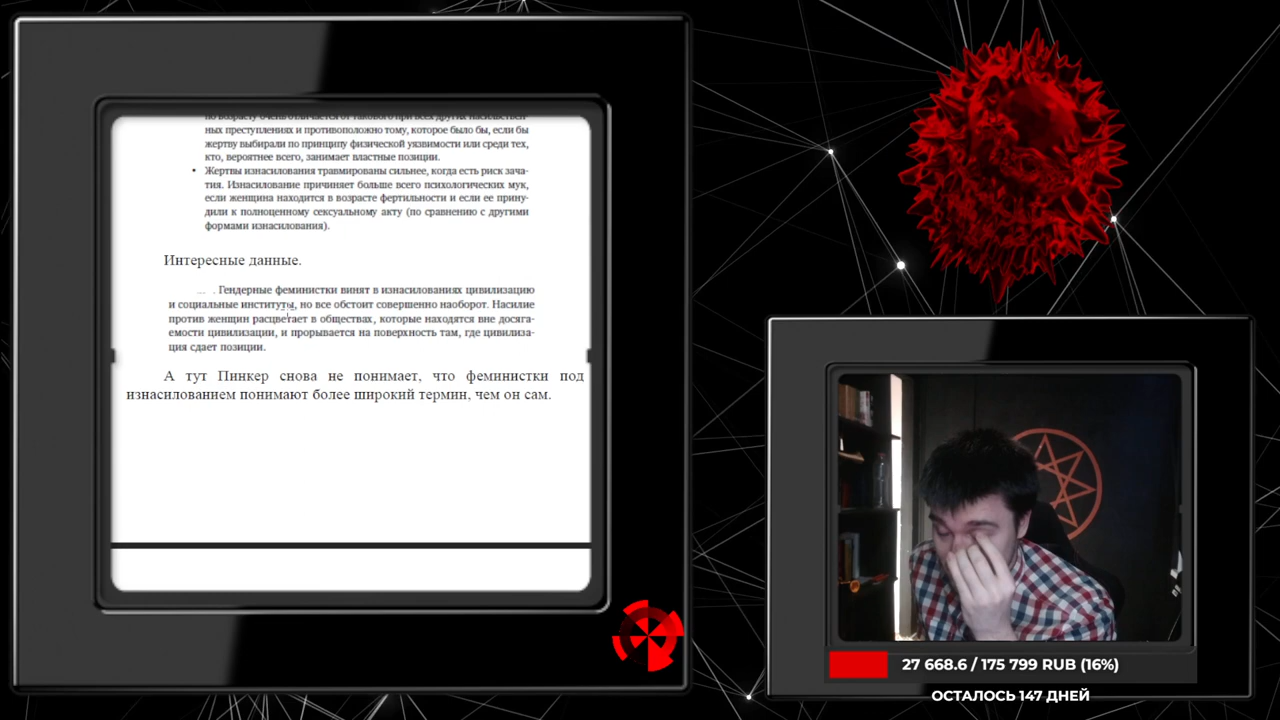 по возрасту очень отличается от такового при всех других насильствен-
ных преступлениях и противоположно тому, которое было бы, если бы
жертву выбирали по принципу физической уязвимости или среди тех,
кто, вероятнее всего, занимает властные позиции.
• Жертвы изнасилования травмированы сильнее, когда есть риск зача-
тия. Изнасилование причиняет больше всего психологических мук,
если женщина находится в возрасте фертильности и если ее прину-
дили к полноценному сексуальному акту (по сравнению с другими
формами изнасилования).
Интересные данные.
... . Гендерные феминистки винят в изнасилованиях цивилизацию
и социальные институты, но все обстоит совершенно наоборот. Насилие
против женщин расцветает в обществах, которые находятся вне досяга-
емости цивилизации, и прорывается на поверхность там, где цивилиза-
ция сдает позиции.
А тут Пинкер снова не понимает, что феминистки под
изнасилованием понимают более широкий термин, чем он сам.
27 668.6 / 175 799 RUB (16%)
ОСТАЛОСЬ 147 ДНЕЙ